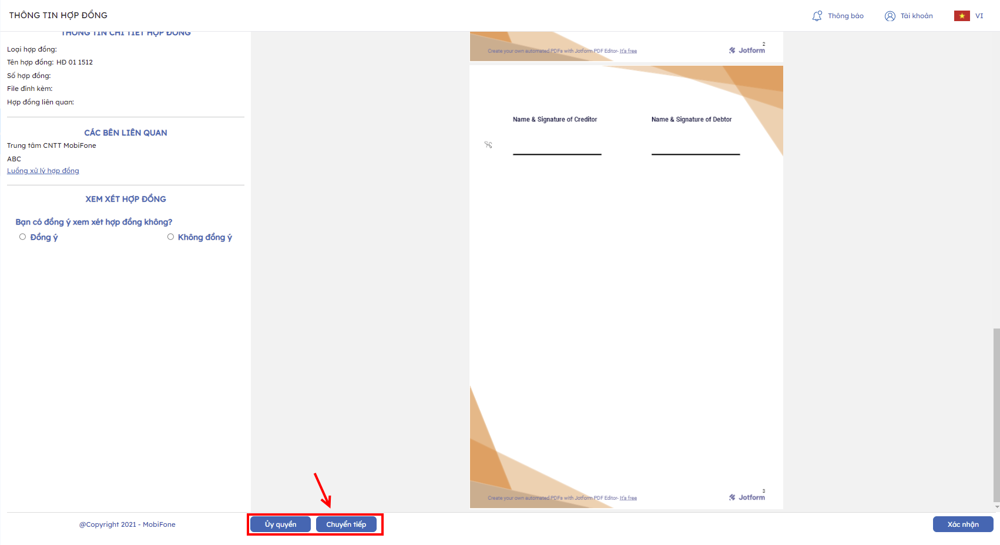 THÔNG TIN HỢP ĐỒNG
Thông báo
Tài khoản
VI
THÔNG TIN CHI TIẾT HỢP ĐỒNG
Loại hợp đồng:
Tên hợp đồng: HĐ 01 1512
Số hợp đồng:
File đính kèm:
Hợp đồng liên quan:
CÁC BÊN LIÊN QUAN
Trung tâm CNTT MobiFone
ABC
Luồng xử lý hợp đồng
XEM XÉT HỢP ĐỒNG
Bạn có đồng ý xem xét hợp đồng không?
Đồng ý
Không đồng ý
2
Create your own automated PDFs with Jotform PDF Editor- It's free
Jotform
Name & Signature of Creditor
Name & Signature of Debtor
3
Create your own automated PDFs with Jotform PDF Editor- It's free
Jotform
@Copyright 2021 - MobiFone
Ủy quyền
Chuyển tiếp
Xác nhận